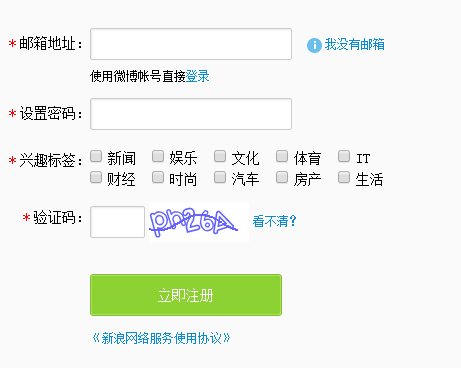 *邮箱地址： 我没有邮箱
使用微博帐号直接登录
*设置密码：
*兴趣标签： 新闻 娱乐 文化 体育 IT
财经 时尚 汽车 房产 生活
*验证码： ph26A 看不清？
立即注册
《新浪网络服务使用协议》